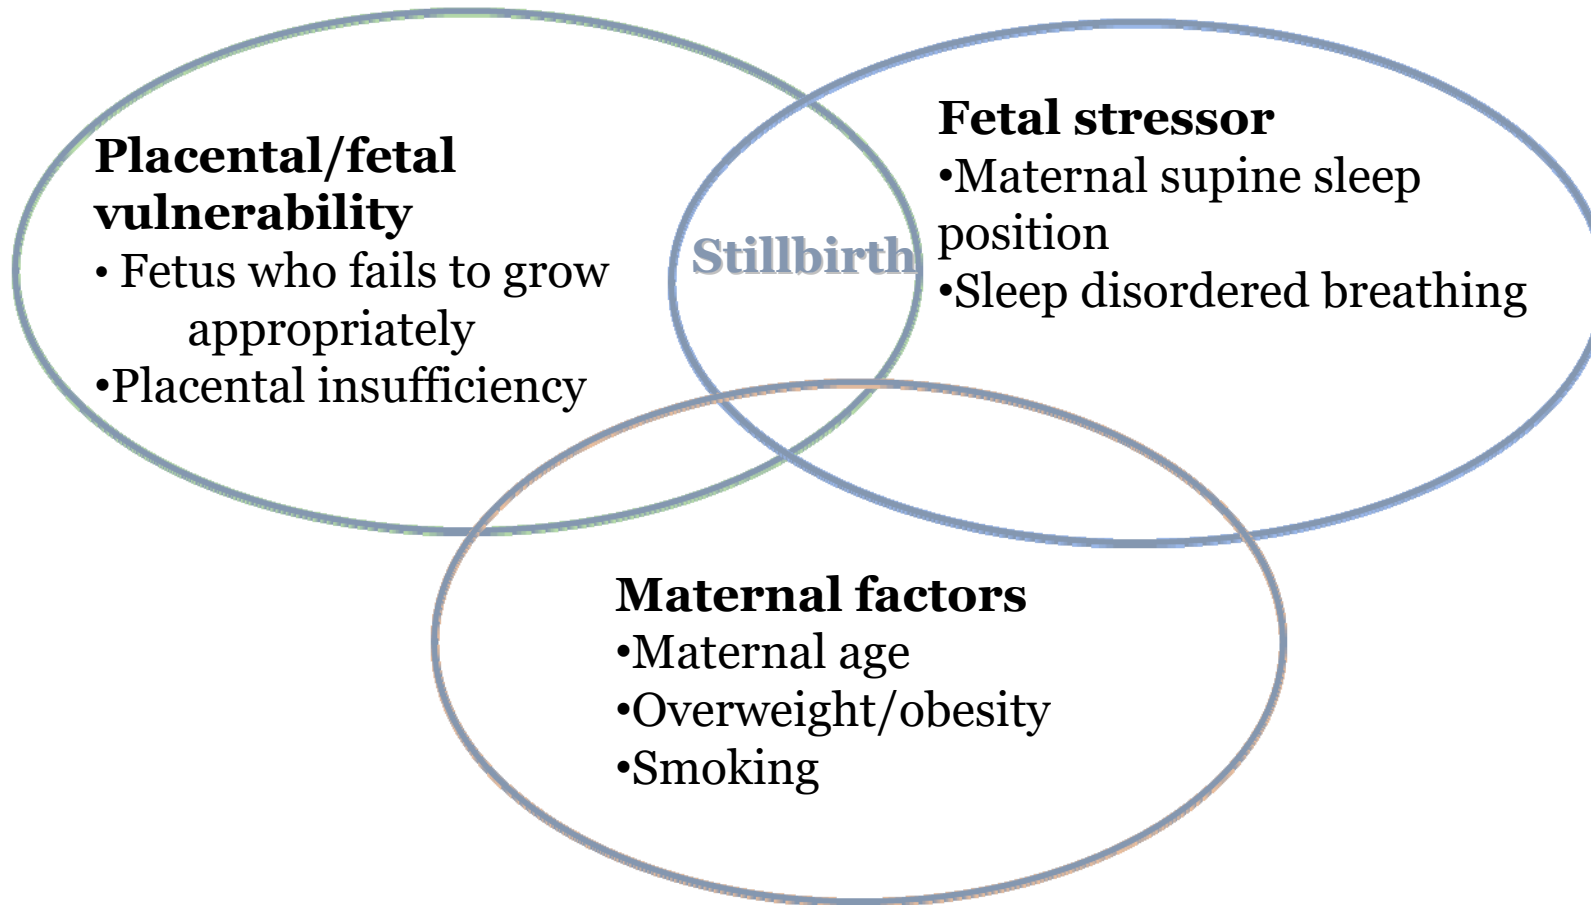 Placental/fetal
vulnerability
• Fetus who fails to grow
appropriately
•Placental insufficiency
Stillbirth
Fetal stressor
•Maternal supine sleep
position
•Sleep disordered breathing
Maternal factors
•Maternal age
•Overweight/obesity
•Smoking